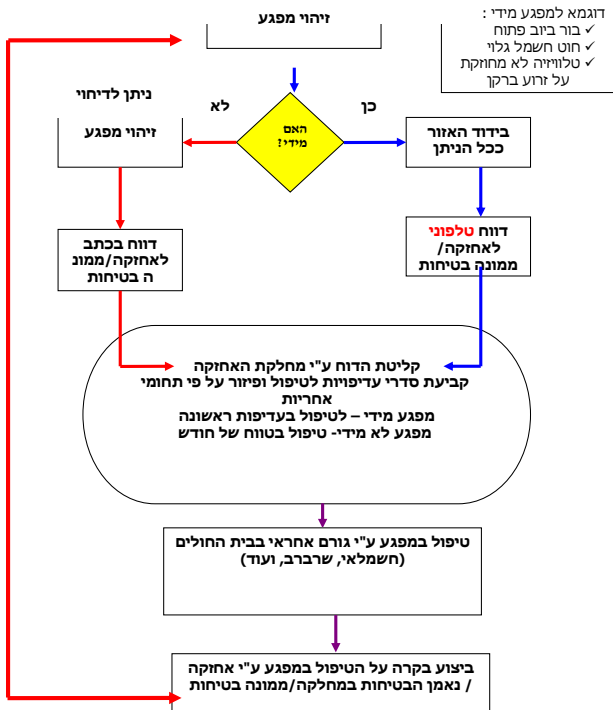 זיהוי מפגע
דוגמא למפגע מידי :
✓ בור ביוב פתוח
✓ חוט חשמל גלוי
✓ טלוויזיה לא מחוזקת
על זרוע ברקן
האם
מידי?
כן
לא
בידוד האזור
ככל הניתן
ניתן לדיחוי
זיהוי מפגע
דווח טלפוני
לאחזקה/
ממונה בטיחות
דווח בכתב
לאחזקה/ממונ
ה בטיחות
קליטת הדוח ע"י מחלקת האחזקה
קביעת סדרי עדיפויות לטיפול ופיזור על פי תחומי
אחריות
מפגע מידי – לטיפול בעדיפות ראשונה
מפגע לא מידי- טיפול בטווח של חודש
טיפול במפגע ע"י גורם אחראי בבית החולים
(חשמלאי, שרברב, ועוד)
ביצוע בקרה על הטיפול במפגע ע"י אחזקה
/ נאמן הבטיחות במחלקה/ממונה בטיחות